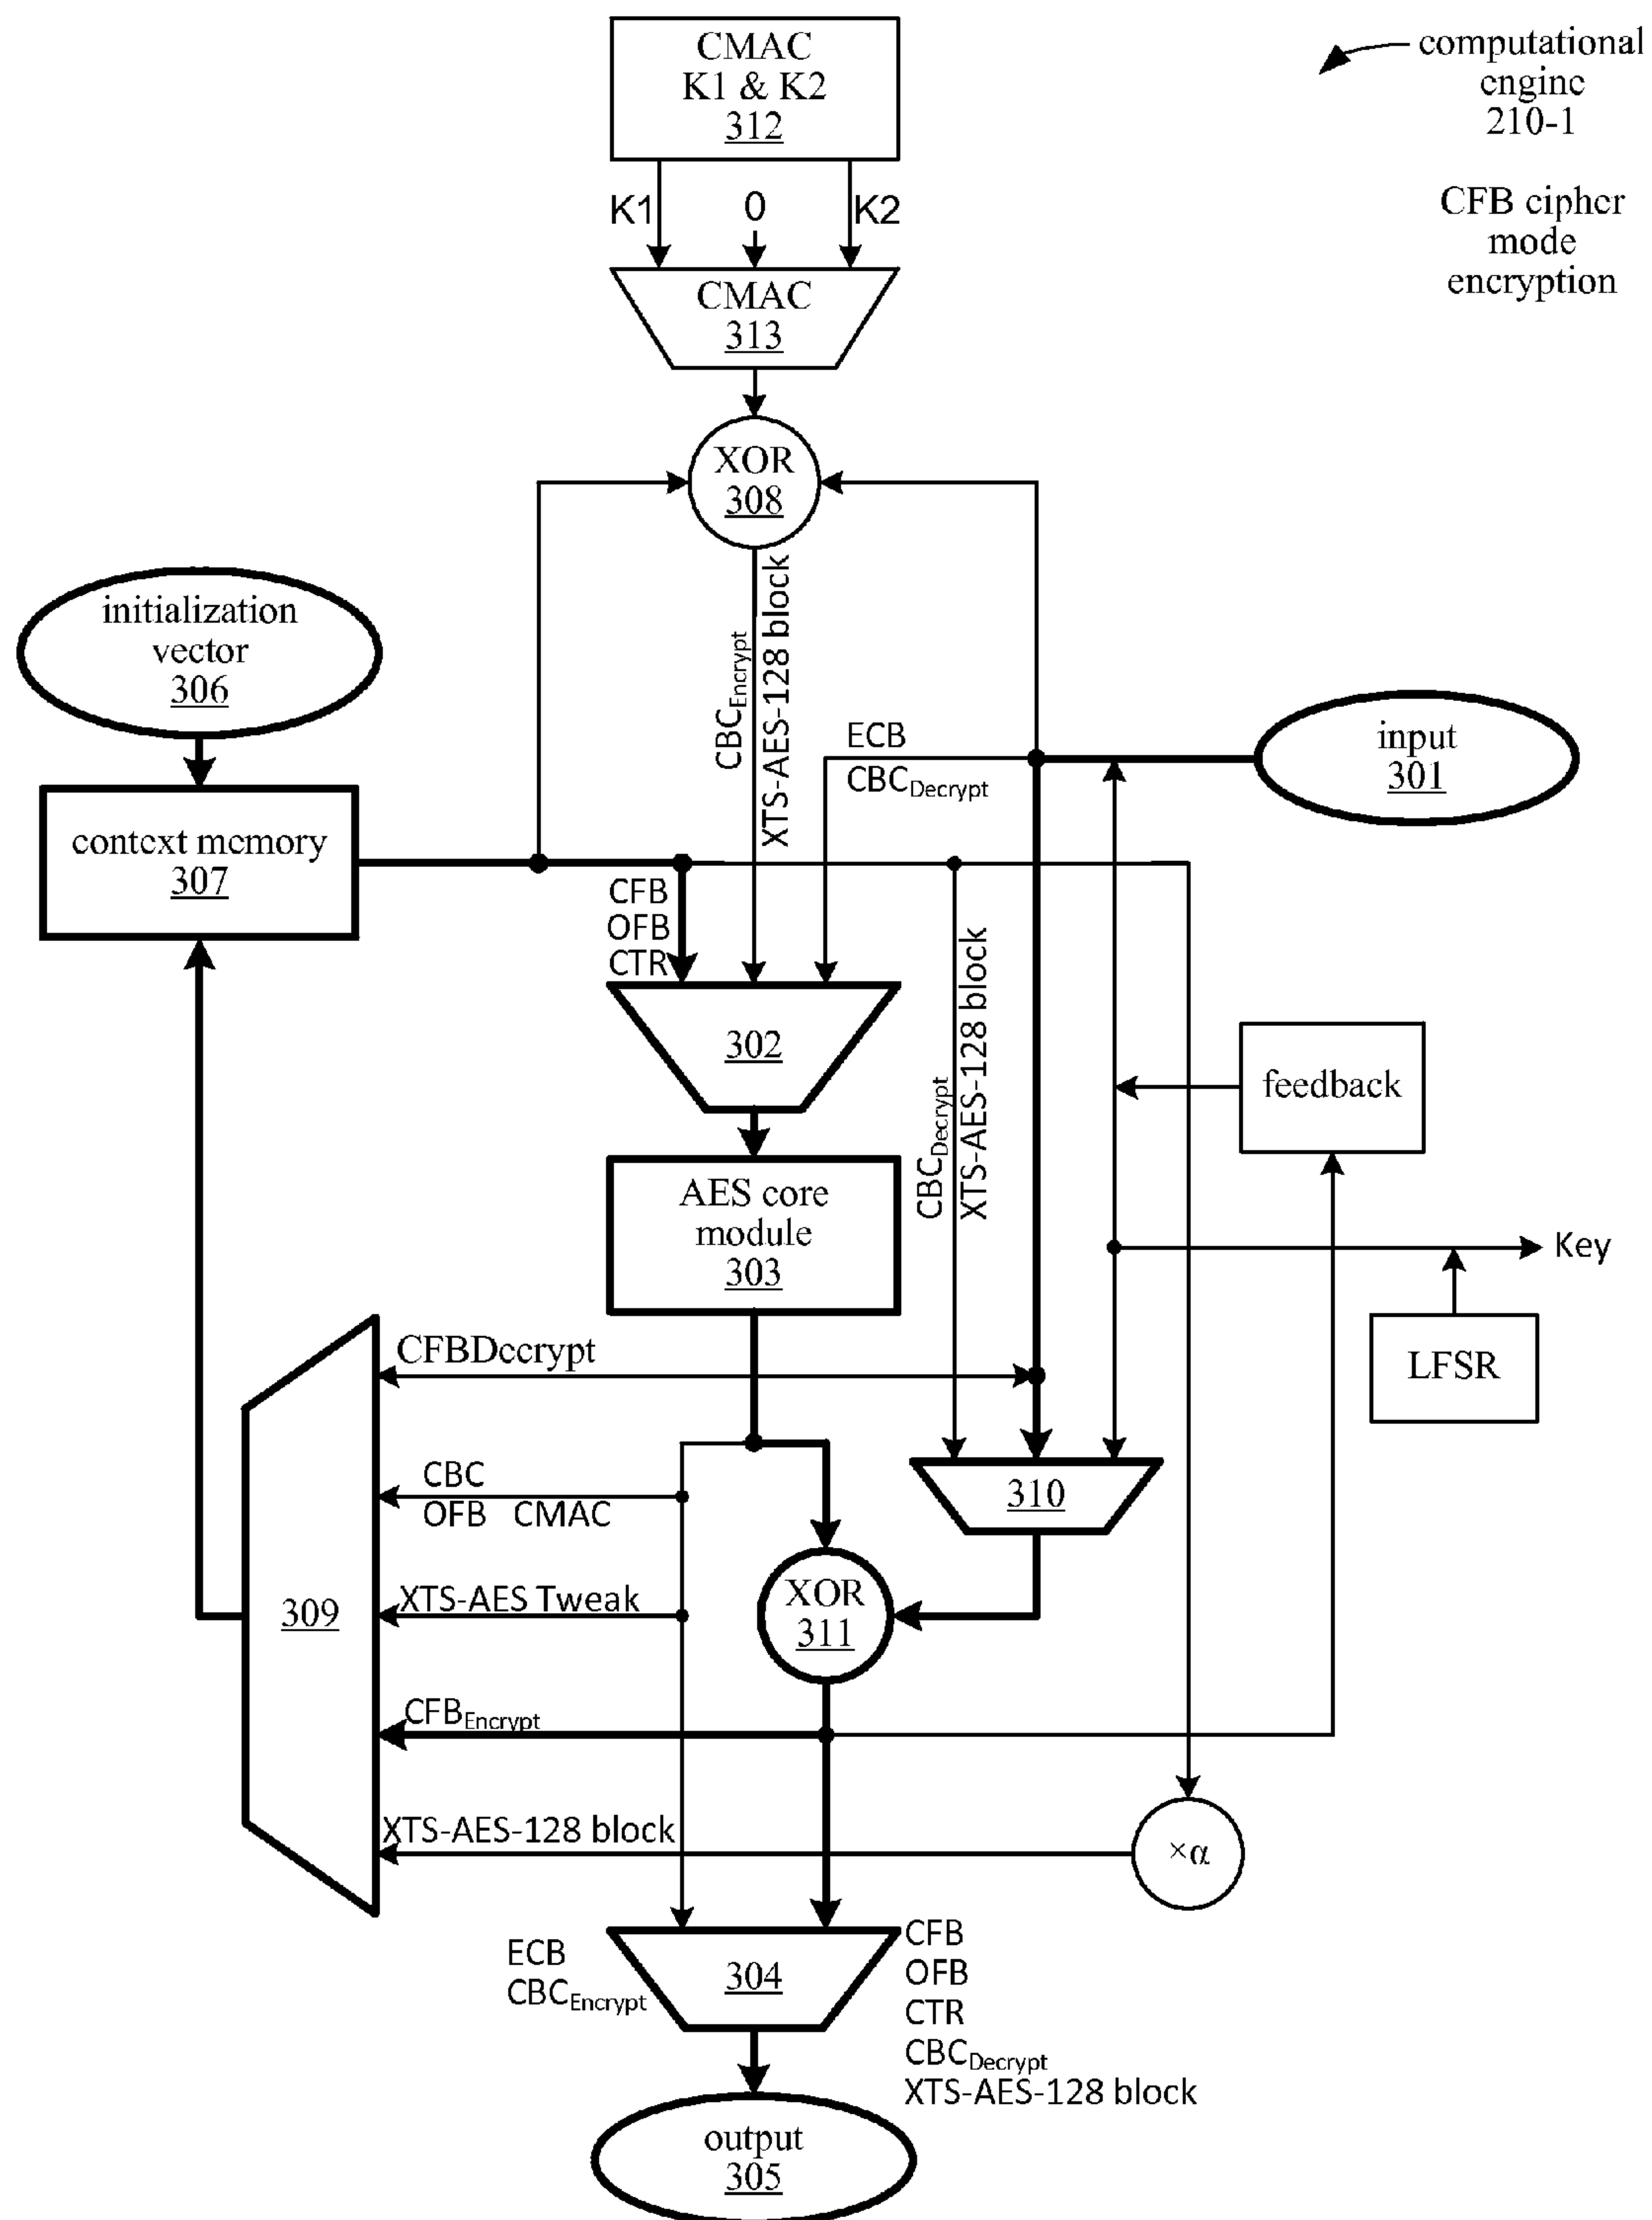 CMAC
K1 & K2
312
computational
engine
210-1
CFB cipher
mode
encryption
K1
0
K2
CMAC
313
XOR
308
initialization
vector
306
CBCEncrypt
XTS-AES-128 block
ECB
CBCDecrypt
input
301
context memory
307
CFB
OFB
CTR
302
CBCDecrypt
XTS-AES-128 block
feedback
AES core
module
303
Key
LFSR
CFBDecrypt
CBC
OFB CMAC
310
309
XTS-AES Tweak
XOR
311
CFBEncrypt
XTS-AES-128 block
×α
ECB
CBCEncrypt
304
CFB
OFB
CTR
CBCDecrypt
XTS-AES-128 block
output
305